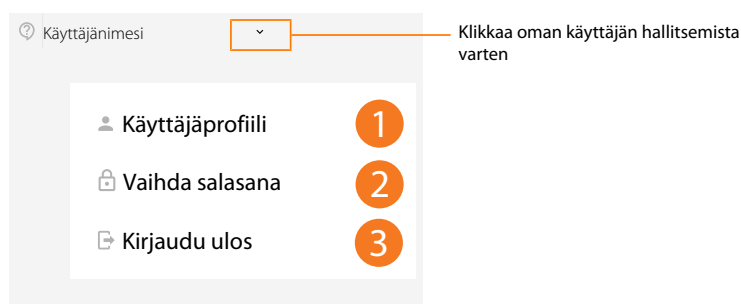 Käyttäjänimesi
Klikkaa oman käyttäjän hallitsemista
varten
Käyttäjäprofiili 1
Vaihda salasana 2
Kirjaudu ulos 3